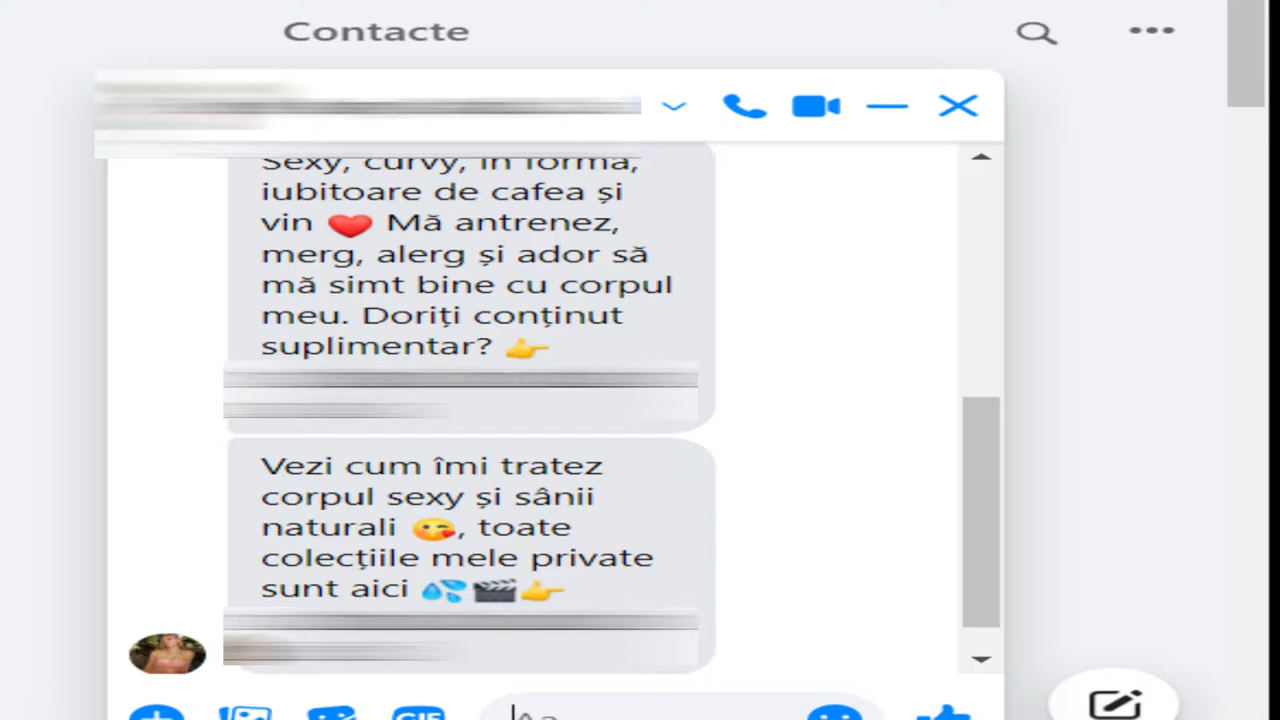 Contacte
Sexy, curvy, în formă,
iubitoare de cafea și
vin ❤️ Mă antrenez,
merg, alerg și ador să
mă simt bine cu corpul
meu. Doriți conținut
suplimentar? 👉
Vezi cum îmi tratez
corpul sexy și sânii
naturali 😘, toate
colecțiile mele private
sunt aici 💦🎬👉
GIF
Aa